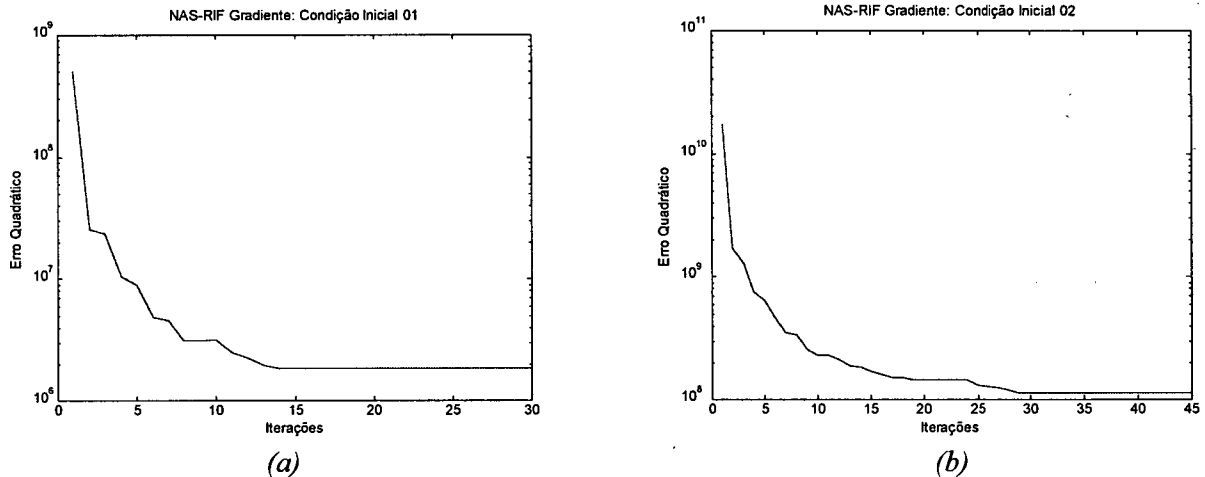 NAS-RIF Gradiente: Condição Inicial 01
10^9
10^8
10^7
10^6
Erro Quadrático
0 5 10 15 20 25 30
Iterações
(a)
NAS-RIF Gradiente: Condição Inicial 02
10^11
10^10
10^9
10^8
Erro Quadrático
0 5 10 15 20 25 30 35 40 45
Iterações
(b)